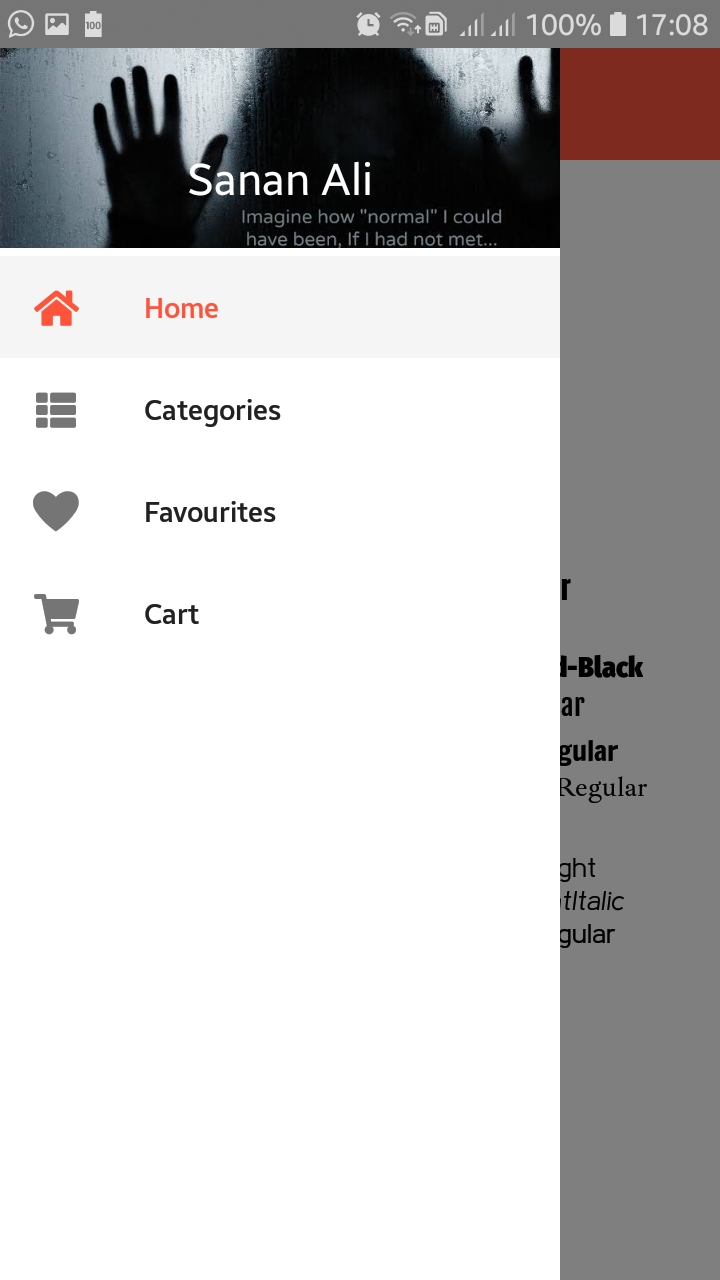 100 100% 17:08
Sanan Ali
Imagine how "normal" I could
have been, If I had not met...
Home
Categories
Favourites
Cart
r
d-Black
ar
gular
Regular
ght
tItalic
gular